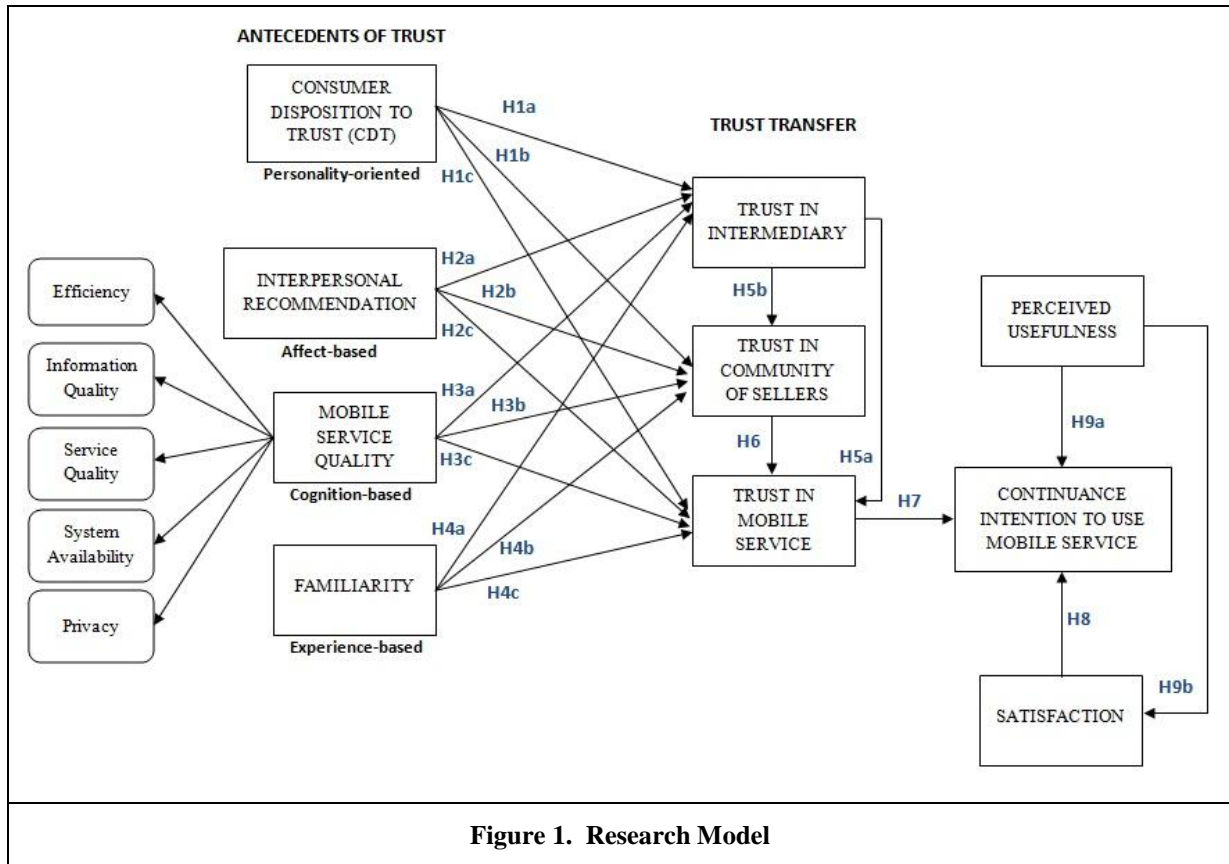 ANTECEDENTS OF TRUST
CONSUMER
DISPOSITION TO
TRUST (CDT)
Personality-oriented
H1a
H1b
H1c
TRUST TRANSFER
INTERPERSONAL
RECOMMENDATION
Affect-based
H2a
H2b
H2c
MOBILE
SERVICE
QUALITY
Cognition-based
H3a
H3b
H3c
FAMILIARITY
Experience-based
H4a
H4b
H4c
Efficiency
Information
Quality
Service
Quality
System
Availability
Privacy
TRUST IN
INTERMEDIARY
H5b
TRUST IN
COMMUNITY
OF SELLERS
H6
H5a
TRUST IN
MOBILE
SERVICE
H7
PERCEIVED
USEFULNESS
H9a
CONTINUANCE
INTENTION TO USE
MOBILE SERVICE
H8
H9b
SATISFACTION
Figure 1. Research Model